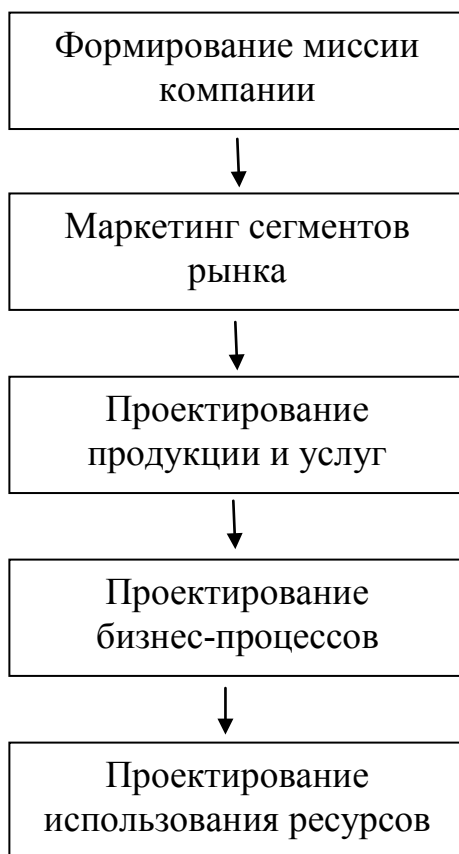 Формирование миссии
компании
Маркетинг сегментов
рынка
Проектирование
продукции и услуг
Проектирование
бизнес-процессов
Проектирование
использования ресурсов